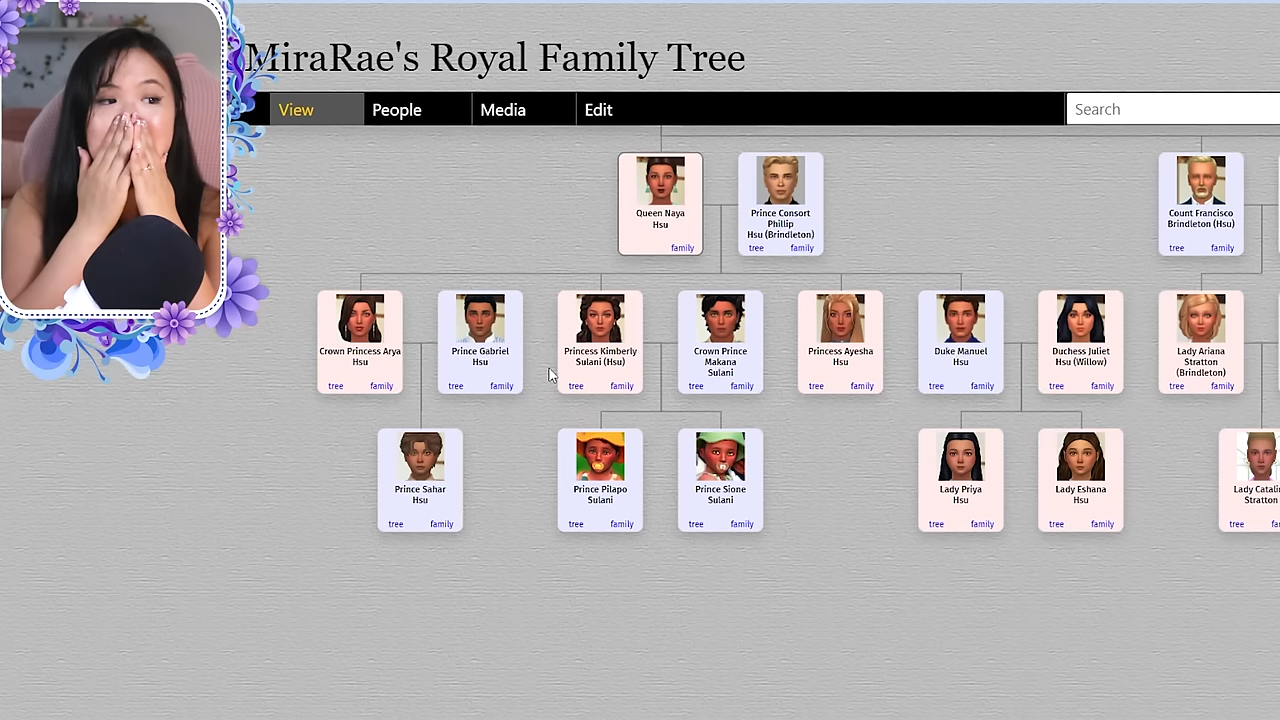 MiraRae's Royal Family Tree
View
People
Media
Edit
Search
Queen Naya
Hsu
family
Prince Consort
Phillip
Hsu (Brindleton)
tree family
Count Francisco
Brindleton (Hsu)
tree family
Crown Princess Arya
Hsu
tree family
Prince Gabriel
Hsu
tree family
Princess Kimberly
Sulani (Hsu)
tree family
Crown Prince
Makana
Sulani
tree family
Princess Ayesha
Hsu
tree family
Duke Manuel
Hsu
tree family
Duchess Juliet
Hsu (Willow)
tree family
Lady Ariana
Stratton
(Brindleton)
tree family
Prince Sahar
Hsu
tree family
Prince Pilapo
Sulani
tree family
Prince Sione
Sulani
tree family
Lady Priya
Hsu
tree family
Lady Eshana
Hsu
tree family
Lady
Stratton
tree